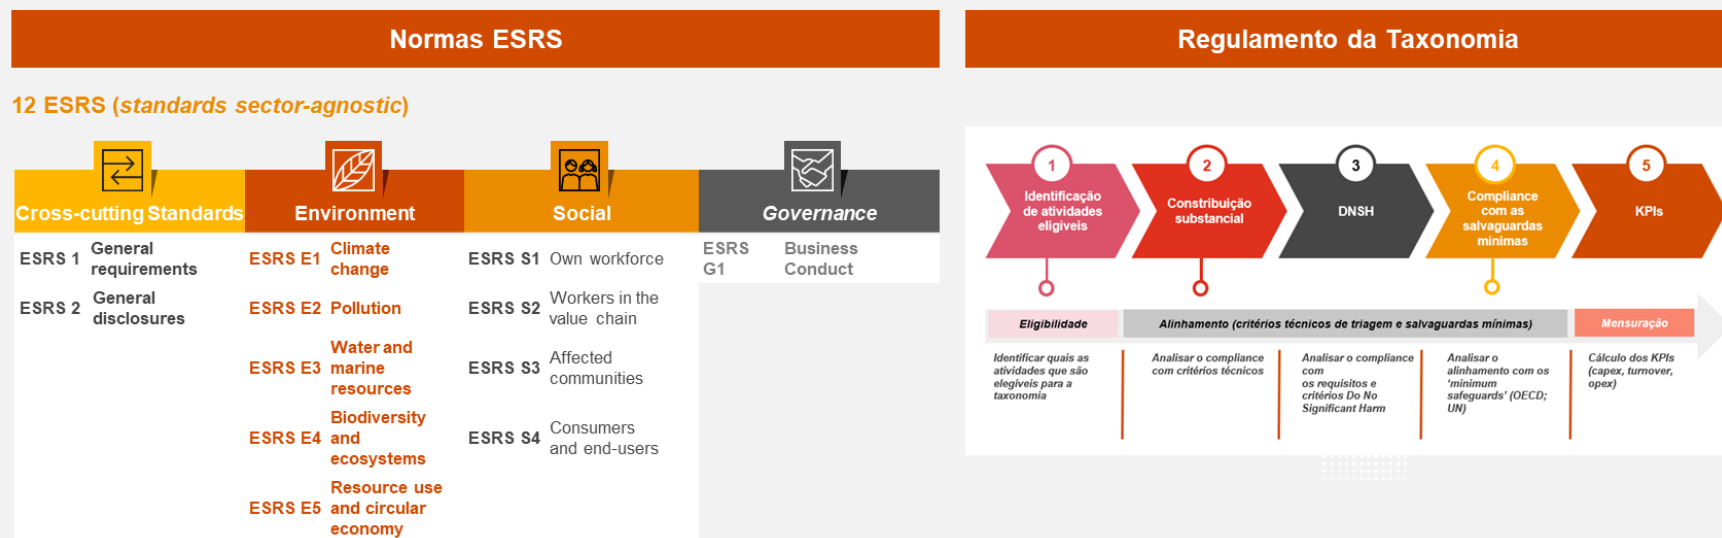 Normas ESRS
12 ESRS (standards sector-agnostic)
Cross-cutting Standards
ESRS 1 General
requirements
ESRS 2 General
disclosures
Environment
ESRS E1 Climate
change
ESRS E2 Pollution
ESRS E3 Water and
marine
resources
ESRS E4 Biodiversity
and
ecosystems
ESRS E5 Resource use
and circular
economy
Social
ESRS S1 Own workforce
ESRS S2 Workers in the
value chain
ESRS S3 Affected
communities
ESRS S4 Consumers
and end-users
Governance
ESRS
G1
Business
Conduct
Regulamento da Taxonomia
1
Identificação
de atividades
eligíveis
2
Constribuição
substancial
3
DNSH
4
Compliance
com as
salvaguardas
mínimas
5
KPIs
Eligibilidade
Alinhamento (critérios técnicos de triagem e salvaguardas mínimas)
Mensuração
Identificar quais as
atividades que são
elegíveis para a
taxonomia
Analisar o compliance
com critérios técnicos
Analisar o compliance
com
os requisitos e
critérios Do No
Significant Harm
Analisar o
alinhamento com os
‘minimum
safeguards’ (OECD;
UN)
Cálculo dos KPIs
(capex, turnover,
opex)